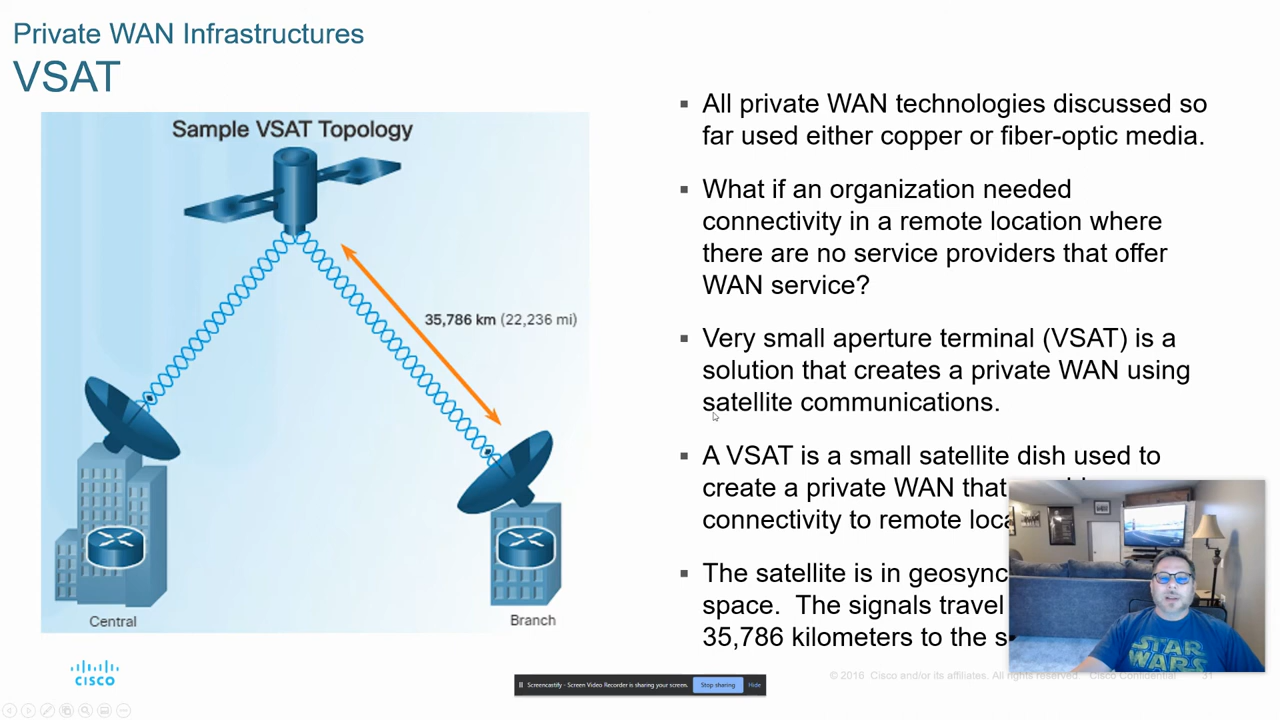 Private WAN Infrastructures
VSAT
Sample VSAT Topology
35,786 km (22,236 mi)
Central
Branch
▪ All private WAN technologies discussed so
far used either copper or fiber-optic media.
▪ What if an organization needed
connectivity in a remote location where
there are no service providers that offer
WAN service?
▪ Very small aperture terminal (VSAT) is a
solution that creates a private WAN using
satellite communications.
▪ A VSAT is a small satellite dish used to
create a private WAN that
connectivity to remote loca
▪ The satellite is in geosync
space. The signals travel
35,786 kilometers to the s
STAR
WARS
CISCO
Screencastify - Screen Video Recorder is sharing your screen.
Stop sharing
Hide
© 2016 Cisco and/or its affiliates. All rights reserved. Cisco Confidential
31